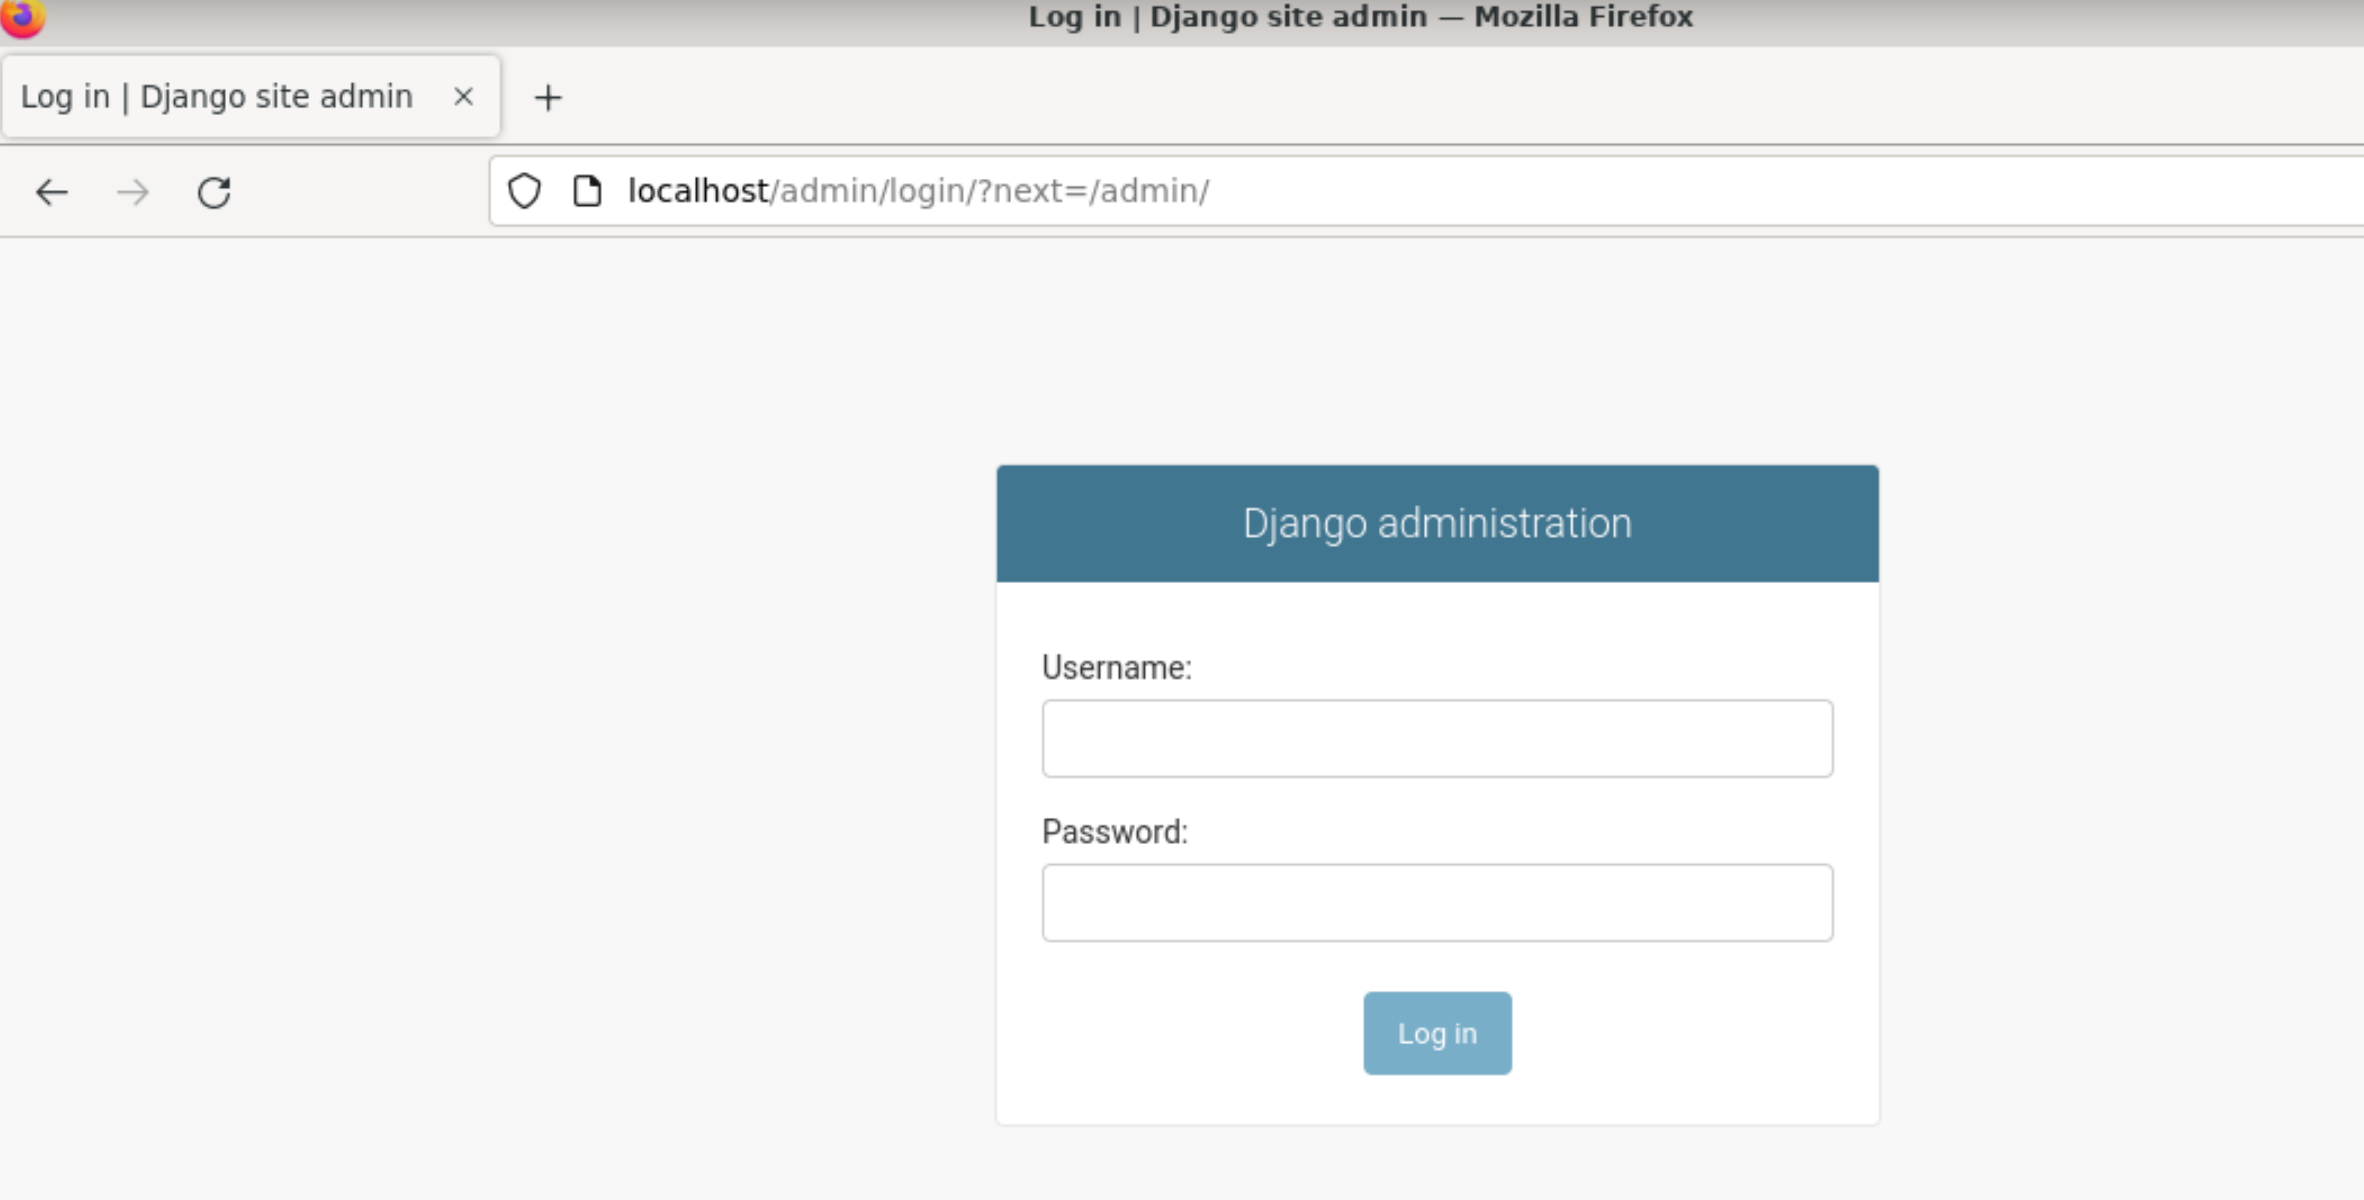 Log in | Django site admin — Mozilla Firefox
Log in | Django site admin
localhost/admin/login/?next=/admin/
Django administration
Username:
Password:
Log in